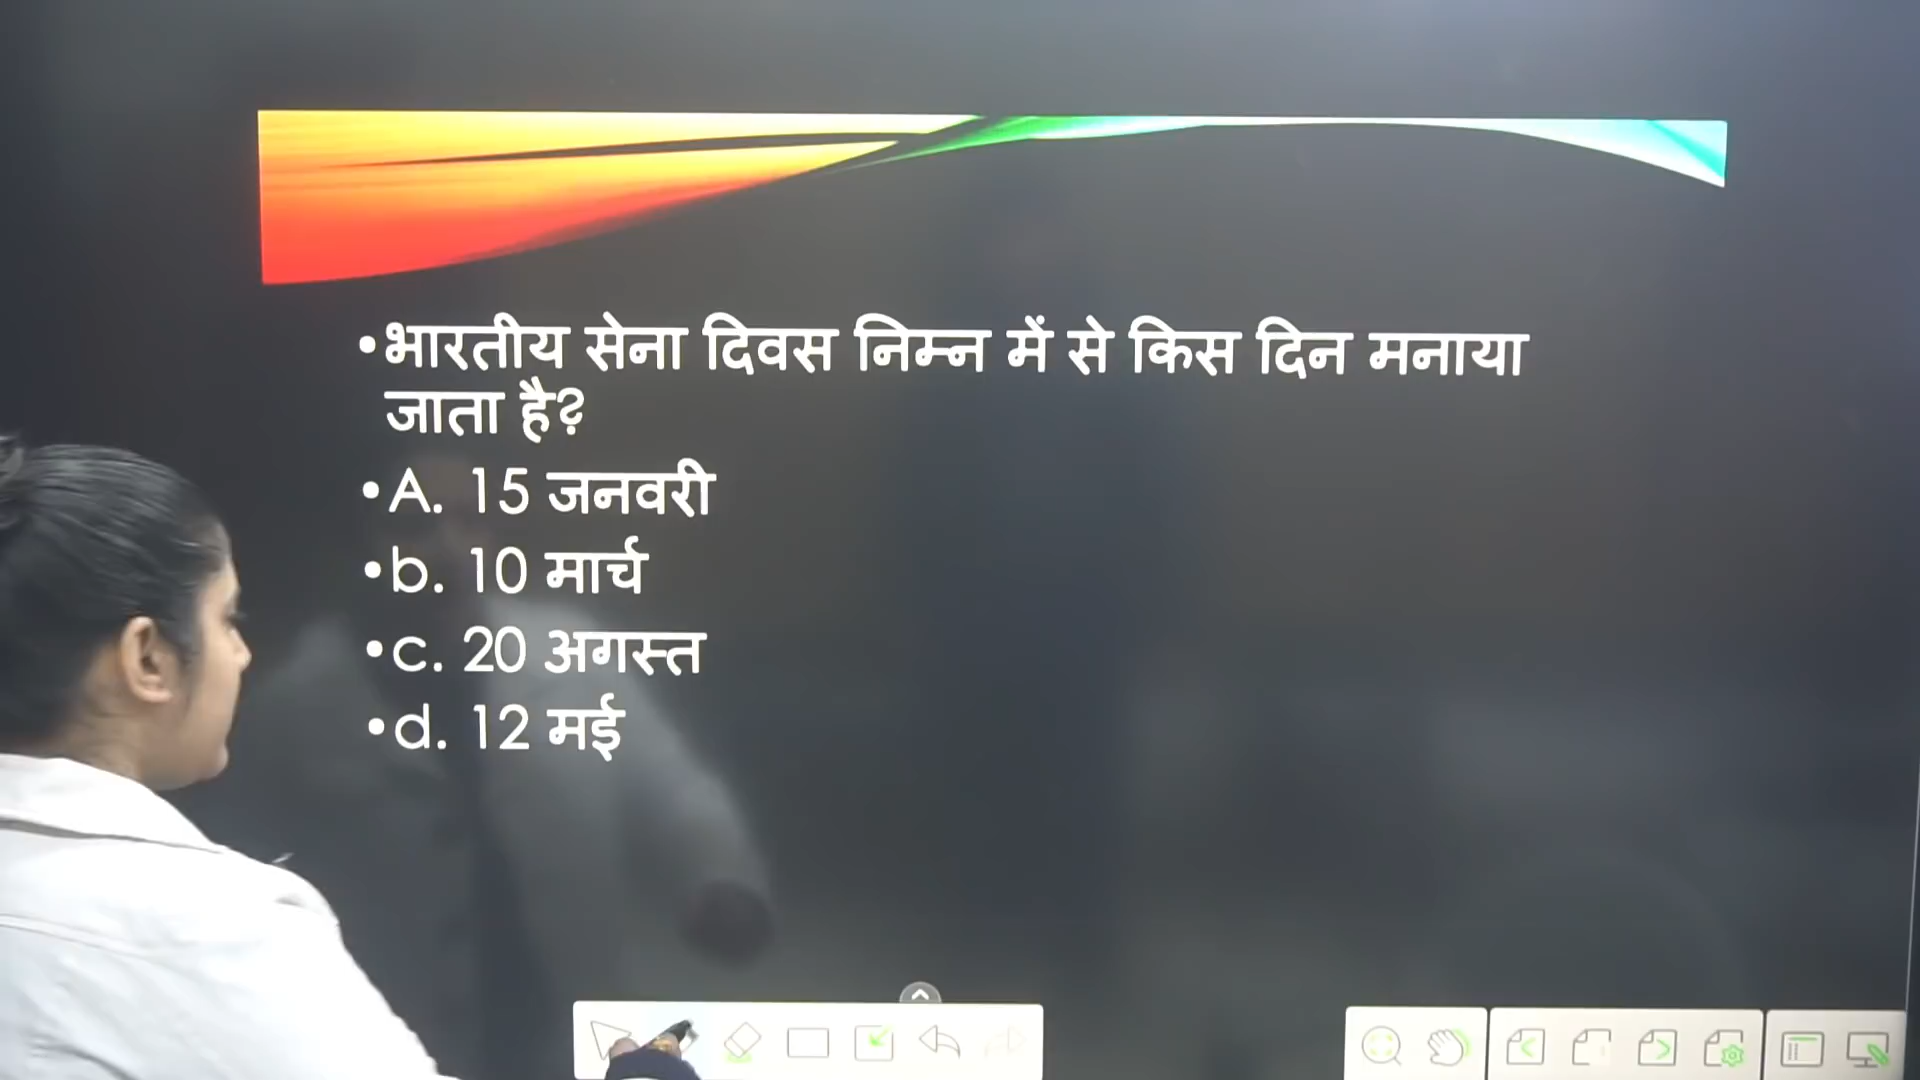 •भारतीय सेना दिवस निम्न में से किस दिन मनाया
जाता है?
•A. 15 जनवरी
•b. 10 मार्च
•c. 20 अगस्त
•d. 12 मई